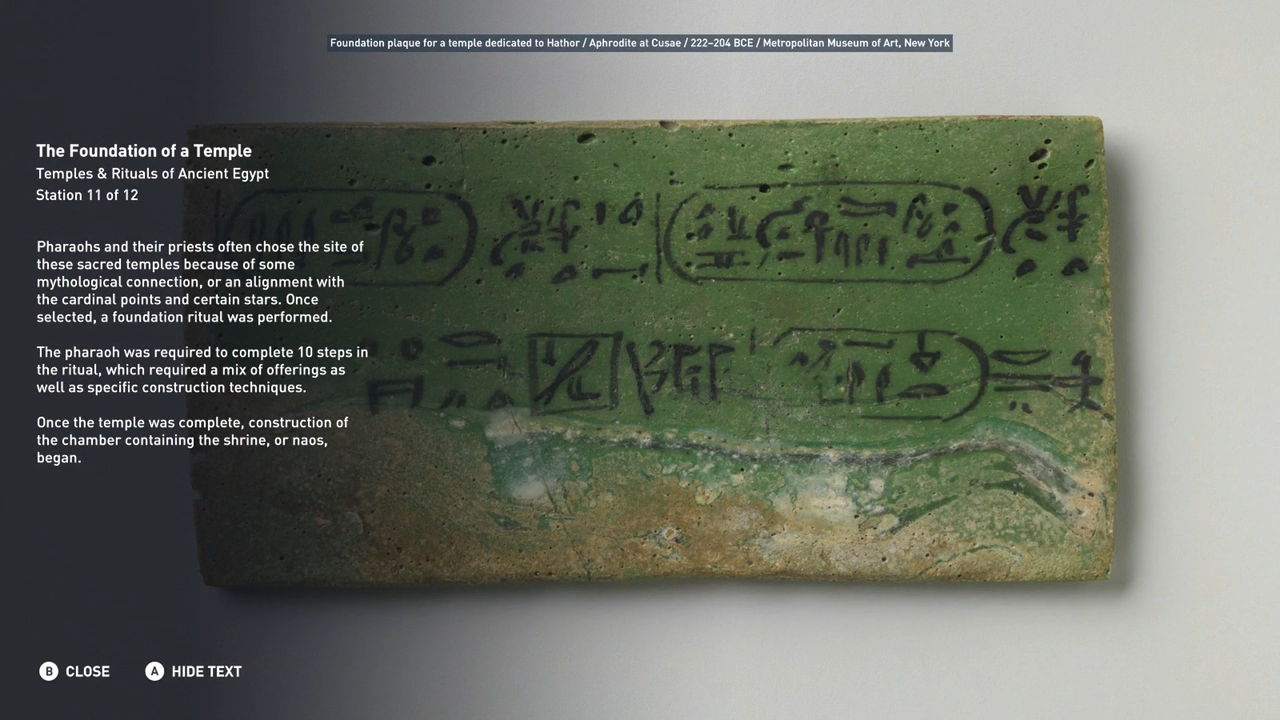 Foundation plaque for a temple dedicated to Hathor / Aphrodite at Cusae / 222–204 BCE / Metropolitan Museum of Art, New York
The Foundation of a Temple
Temples & Rituals of Ancient Egypt
Station 11 of 12
Pharaohs and their priests often chose the site of
these sacred temples because of some
mythological connection, or an alignment with
the cardinal points and certain stars. Once
selected, a foundation ritual was performed.
The pharaoh was required to complete 10 steps in
the ritual, which required a mix of offerings as
well as specific construction techniques.
Once the temple was complete, construction of
the chamber containing the shrine, or naos,
began.
B CLOSE A HIDE TEXT